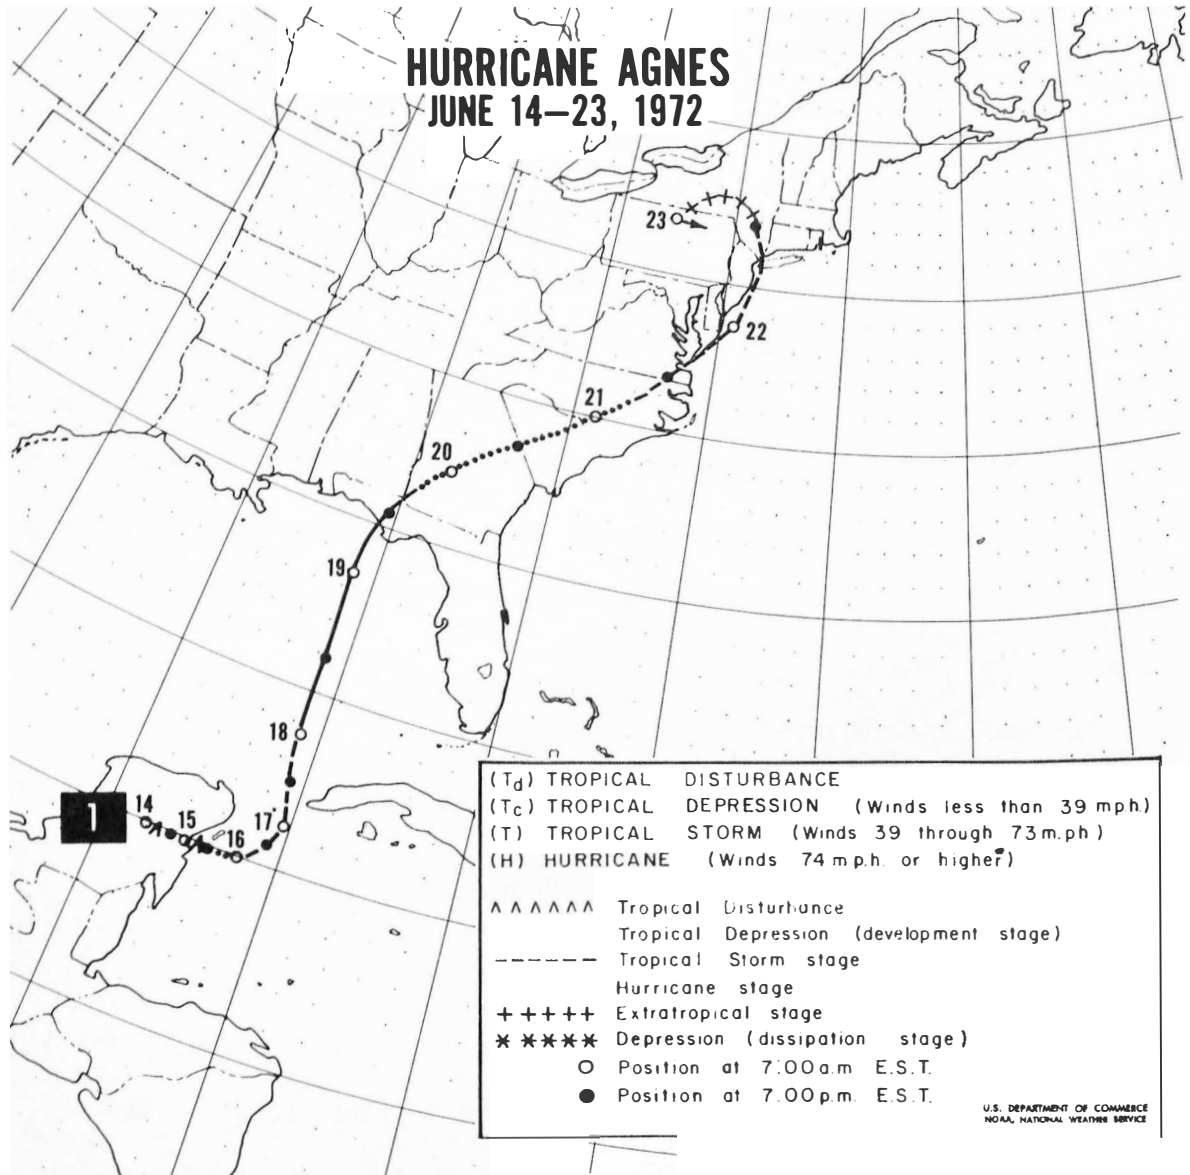 HURRICANE AGNES
JUNE 14–23, 1972
23
22
21
20
19
18
17
14
15
16
1
(Td) TROPICAL DISTURBANCE
(Tc) TROPICAL DEPRESSION (Winds less than 39 mph.)
(T) TROPICAL STORM (Winds 39 through 73 m.ph)
(H) HURRICANE (Winds 74 m p.h. or higher)
Tropical Disturbance
Tropical Depression (development stage)
Tropical Storm stage
Hurricane stage
+++++ Extratropical stage
* **** Depression (dissipation stage)
Position at 7:00 a.m E.S.T.
Position at 7.00 p.m. E.S.T.
U.S. DEPARTMENT OF COMMERCE
NOAA, NATIONAL WEATHER SERVICE